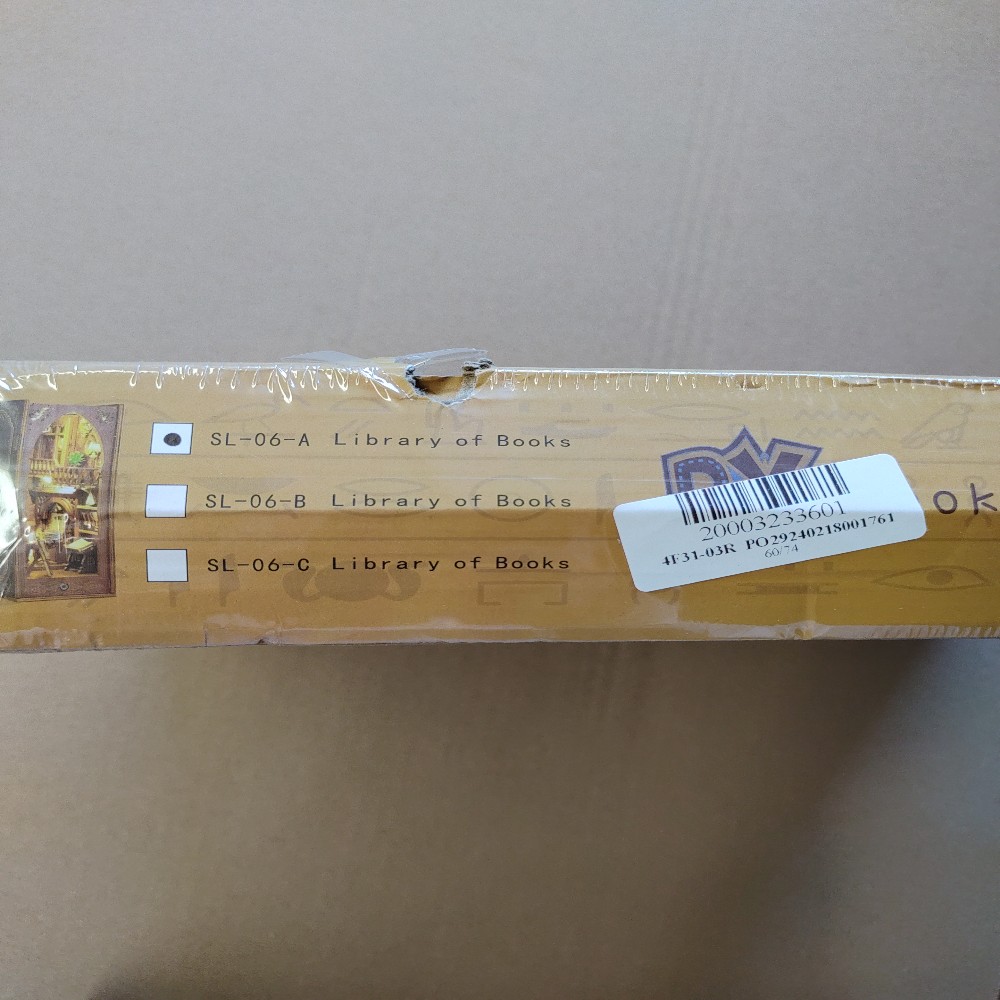 SL-06-A Library of Books
SL-06-B Library of Books
SL-06-C Library of Books
20003233601
4F31-03R PO29240218001761
60/74
ok